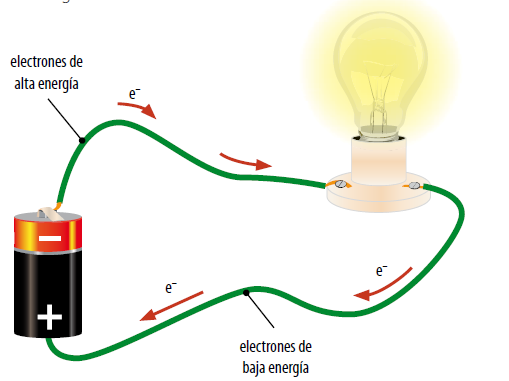 electrones de
alta energía
e⁻
−
+
e⁻
e⁻
electrones de
baja energía